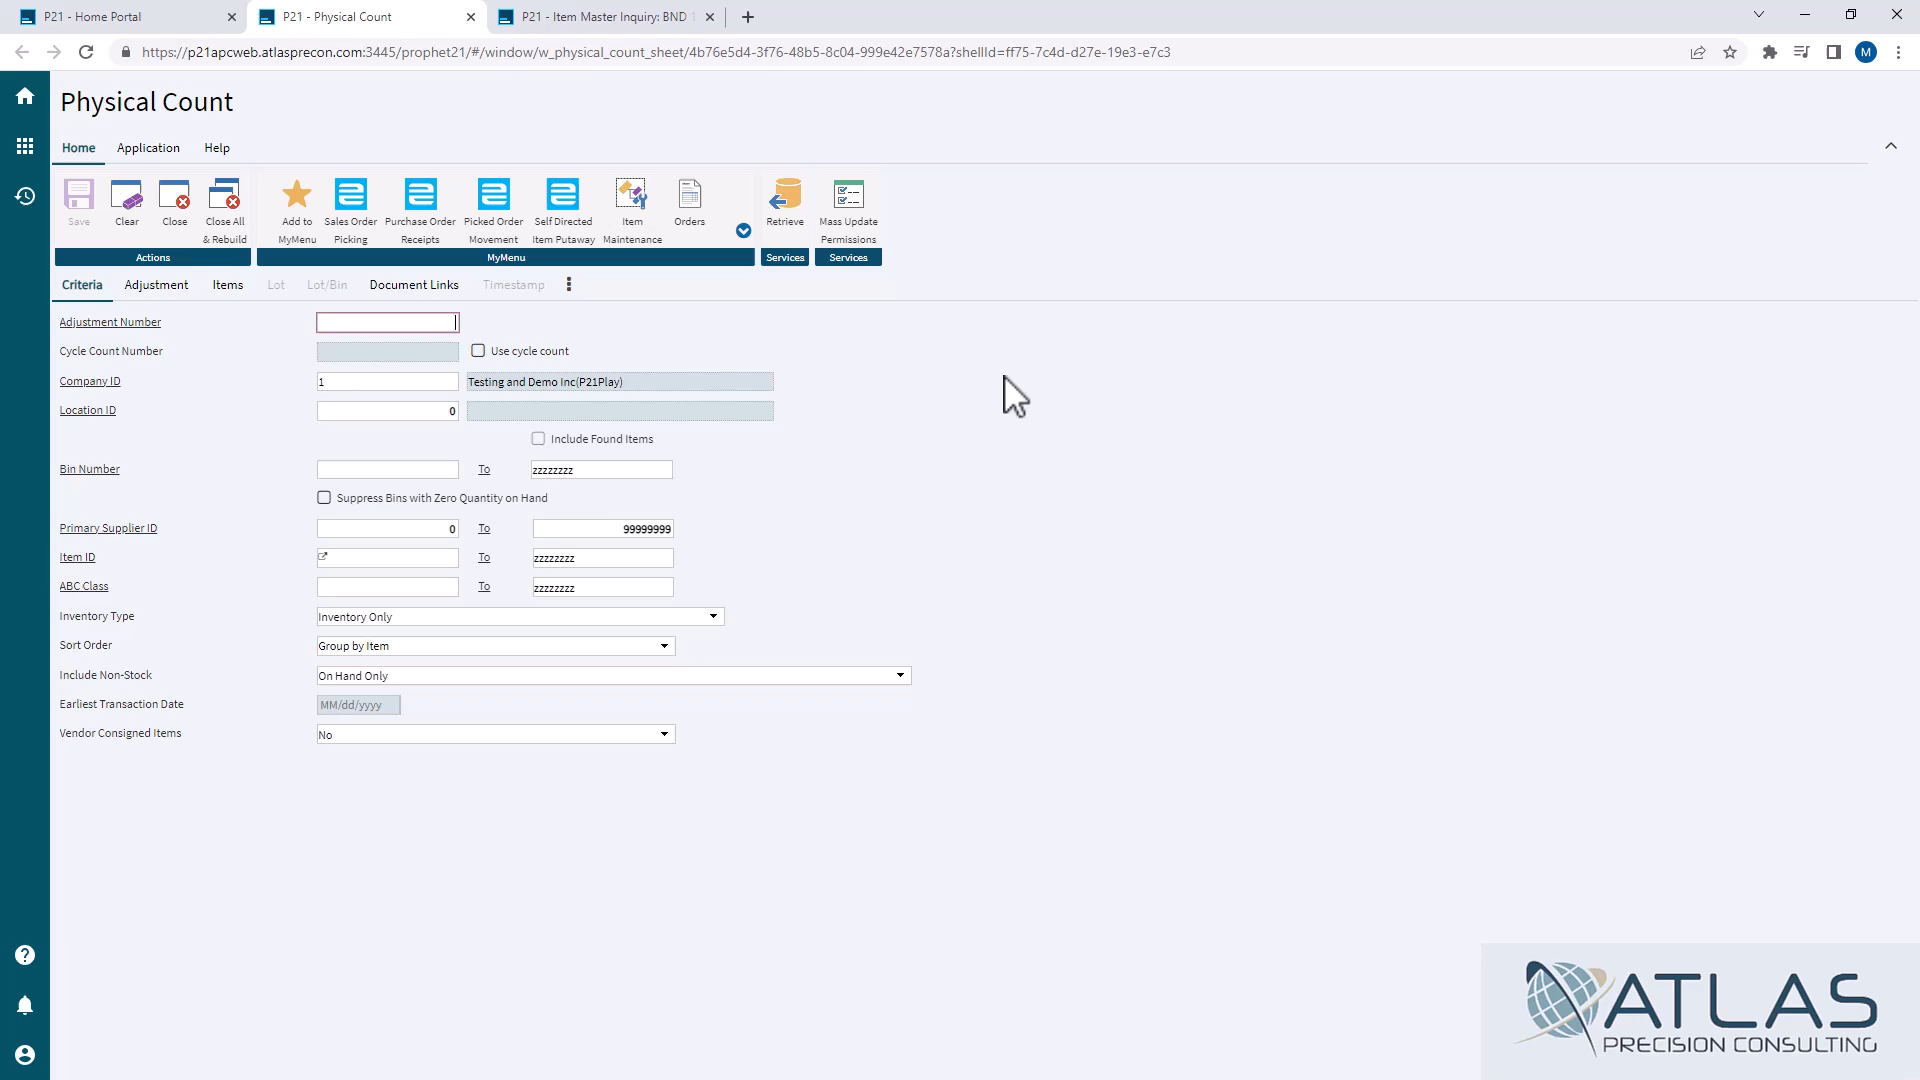 P21 - Home Portal
P21 - Physical Count
P21 - Item Master Inquiry: BND
https://p21apcweb.atlasprecon.com:3445/prophet21/#/window/w_physical_count_sheet/4b76e5d4-3f76-48b5-8c04-999e42e7578a?shellId=ff75-7c4d-d27e-19e3-e7c3
M
Physical Count
Home Application Help
Save
Clear
Close
Close All
& Rebuild
Add to
MyMenu
Sales Order
Picking
Purchase Order
Receipts
Picked Order
Movement
Self Directed
Item Putaway
Item
Maintenance
Orders
Retrieve
Mass Update
Permissions
Actions
MyMenu
Services
Services
Criteria Adjustment Items Lot Lot/Bin Document Links Timestamp
Adjustment Number
Cycle Count Number Use cycle count
Company ID 1 Testing and Demo Inc(P21Play)
Location ID 0
Include Found Items
Bin Number To zzzzzzzz
Suppress Bins with Zero Quantity on Hand
Primary Supplier ID 0 To 99999999
Item ID To zzzzzzzz
ABC Class To zzzzzzzz
Inventory Type Inventory Only
Sort Order Group by Item
Include Non-Stock On Hand Only
Earliest Transaction Date MM/dd/yyyy
Vendor Consigned Items No
ATLAS
PRECISION CONSULTING